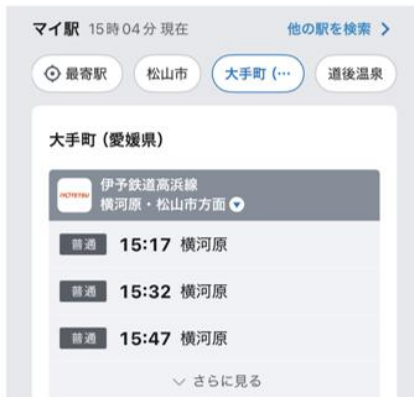 マイ駅 15時04分 現在 他の駅を検索
最寄駅 松山市 大手町 (… 道後温泉
大手町 (愛媛県)
IYOTETSU 伊予鉄道高浜線
横河原・松山市方面
普通 15:17 横河原
普通 15:32 横河原
普通 15:47 横河原
さらに見る